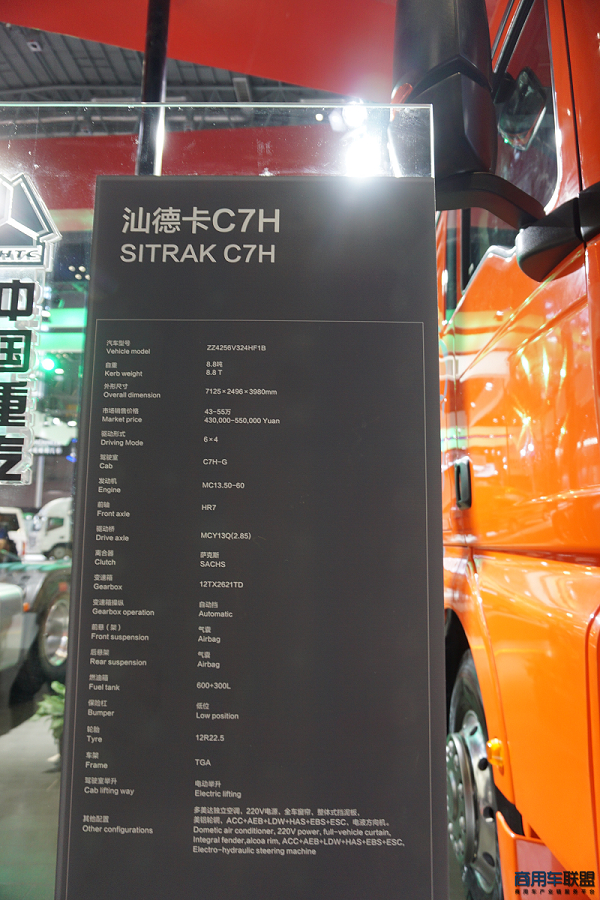 汕德卡C7H
SITRAK C7H
汽车型号
Vehicle model
ZZ4256V324HF1B
自重
Kerb weight
8.8吨
8.8 T
外形尺寸
Overall dimension
7125×2496×3980mm
市场销售价格
Market price
43-55万
430,000-550,000 Yuan
驱动形式
Driving Mode
6×4
驾驶室
Cab
C7H-G
发动机
Engine
MC13.50-60
前轴
Front axle
HR7
驱动桥
Drive axle
MCY13Q(2.85)
离合器
Clutch
萨克斯
SACHS
变速箱
Gearbox
12TX2621TD
变速箱操纵
Gearbox operation
自动挡
Automatic
前悬（架）
Front suspension
气囊
Airbag
后悬架
Rear suspension
气囊
Airbag
燃油箱
Fuel tank
600+300L
保险杠
Bumper
低位
Low position
轮胎
Tyre
12R22.5
车架
Frame
TGA
驾驶室举升
Cab lifting way
电动举升
Electric lifting
其他配置
Other configurations
多美达独立空调，220V电源，全车窗帘，整体式挡泥板，
美铝轮辋，ACC+AEB+LDW+HAS+EBS+ESC，电液方向机。
Dometic air conditioner, 220V power, full-vehicle curtain,
Integral fender,alcoa rim, ACC+AEB+LDW+HAS+EBS+ESC,
Electro-hydraulic steering machine
中国重汽
商用车联盟
商用车产业链服务平台